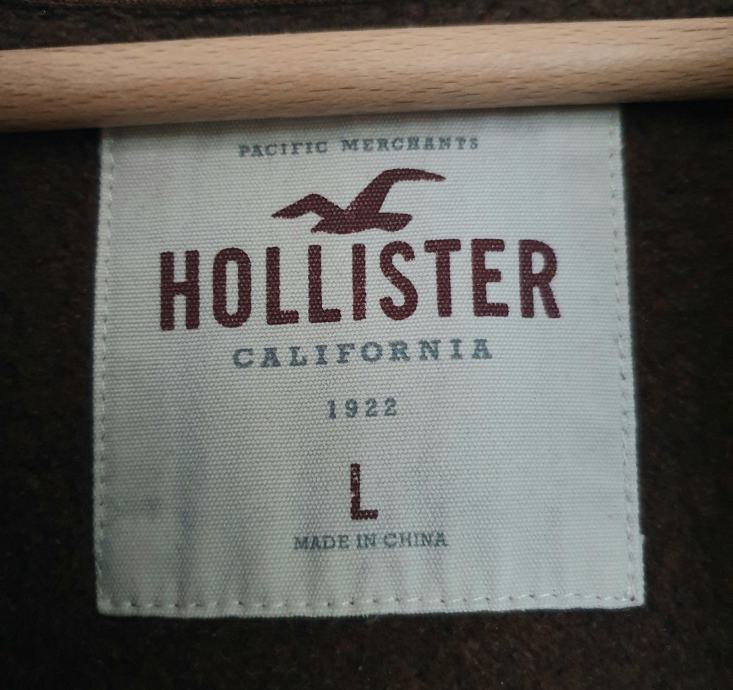 PACIFIC MERCHANTS
HOLLISTER
CALIFORNIA
1922
L
MADE IN CHINA